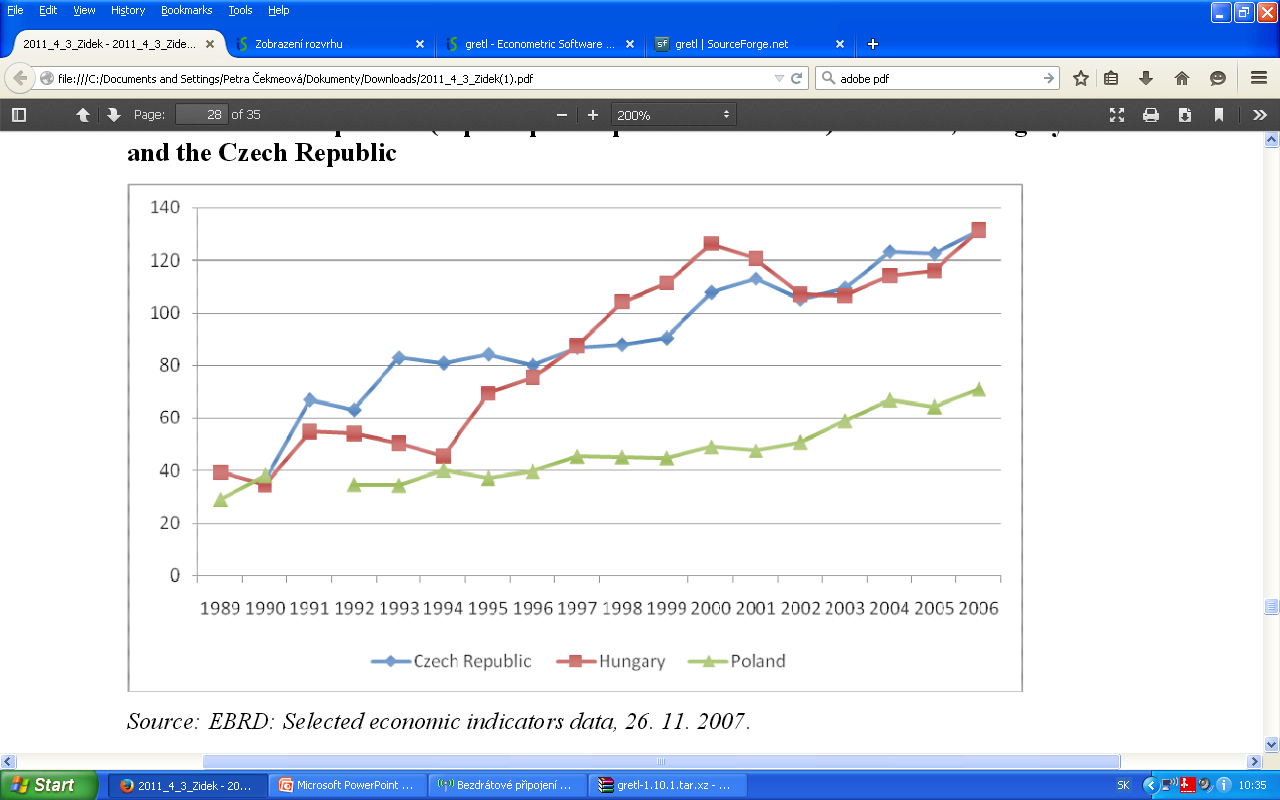 File Edit View History Bookmarks Tools Help
2011_4_3_Zidek - 2011_4_3_Zide... Zobrazení rozvrhu gretl - Econometric Software ... gretl | SourceForge.net
file:///C:/Documents and Settings/Petra Čekmeová/Dokumenty/Downloads/2011_4_3_Zidek(1).pdf adobe pdf
Page: 28 of 35 200%
and the Czech Republic
140
120
100
80
60
40
20
0
1989 1990 1991 1992 1993 1994 1995 1996 1997 1998 1999 2000 2001 2002 2003 2004 2005 2006
Czech Republic Hungary Poland
Source: EBRD: Selected economic indicators data, 26. 11. 2007.
Start 2011_4_3_Zidek - 20... Microsoft PowerPoint ... Bezdrátové připojení ... gretl-1.10.1.tar.xz - ... SK 10:35